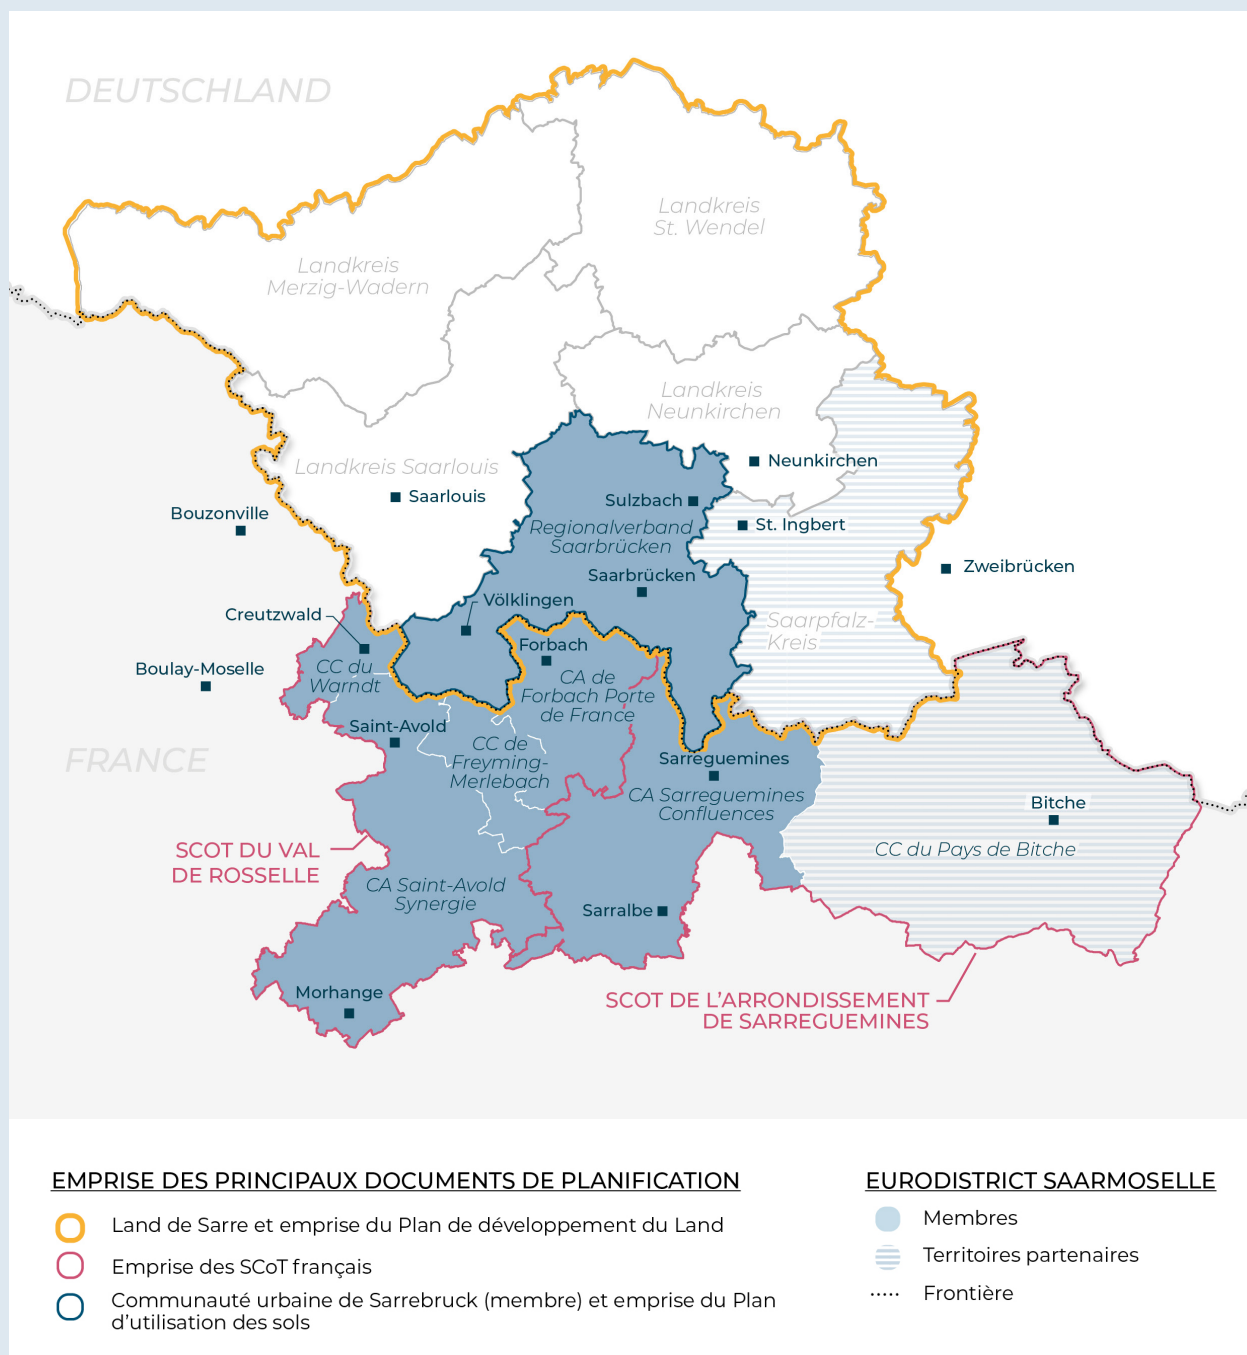 DEUTSCHLAND
Landkreis
St. Wendel
Landkreis
Merzig-Wadern
Landkreis
Neunkirchen
Neunkirchen
Landkreis Saarlouis
Saarlouis
Sulzbach
Bouzonville
St. Ingbert
Regionalverband
Saarbrücken
Zweibrücken
Saarbrücken
Völklingen
Creutzwald
Saarpfalz-
Kreis
Forbach
Boulay-Moselle
CC du
Warndt
CA de
Forbach Porte
de France
Saint-Avold
FRANCE
CC de
Freyming-
Merlebach
Sarreguemines
CA Sarreguemines
Confluences
Bitche
CC du Pays de Bitche
SCOT DU VAL
DE ROSSELLE
CA Saint-Avold
Synergie
Sarralbe
Morhange
SCOT DE L’ARRONDISSEMENT
DE SARREGUEMINES
EMPRISE DES PRINCIPAUX DOCUMENTS DE PLANIFICATION
Land de Sarre et emprise du Plan de développement du Land
Emprise des SCoT français
Communauté urbaine de Sarrebruck (membre) et emprise du Plan
d’utilisation des sols
EURODISTRICT SAARMOSELLE
Membres
Territoires partenaires
Frontière